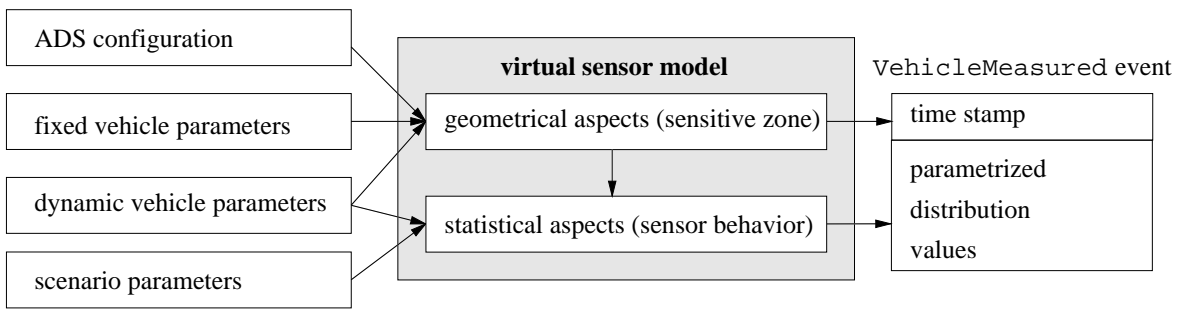 ADS configuration
fixed vehicle parameters
dynamic vehicle parameters
scenario parameters
virtual sensor model
geometrical aspects (sensitive zone)
statistical aspects (sensor behavior)
VehicleMeasured event
time stamp
parametrized
distribution
values